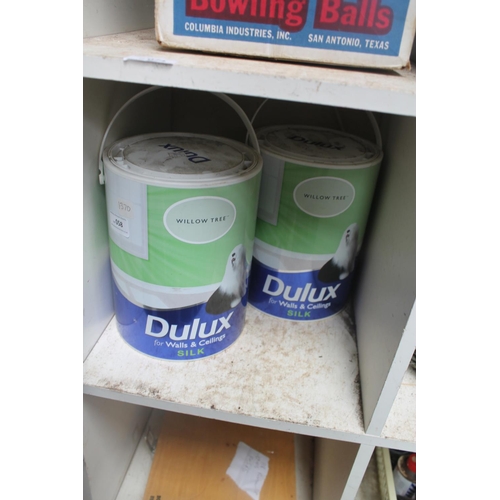 Bowling Balls
COLUMBIA INDUSTRIES, INC. SAN ANTONIO, TEXAS
Dulux
WILLOW TREE
Dulux
for Walls & Ceilings
SILK
Dulux
WILLOW TREE
Dulux
for Walls & Ceilings
SILK